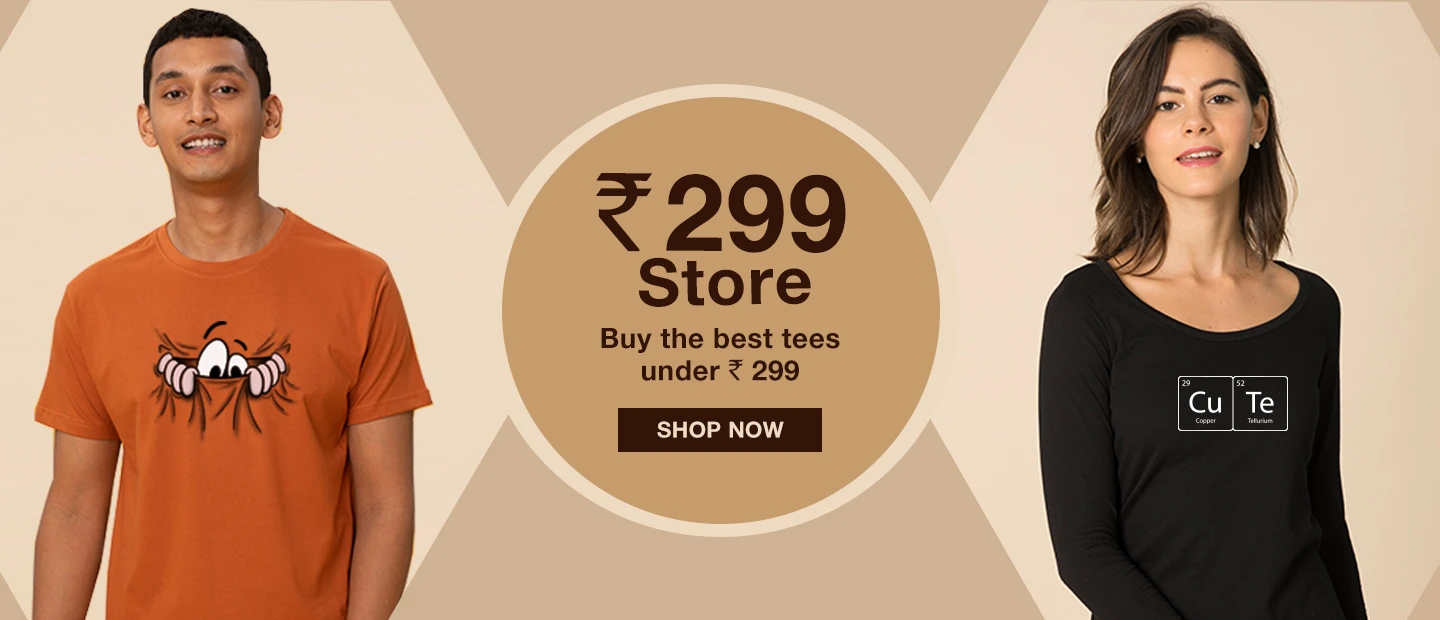 ₹ 299
Store
Buy the best tees
under ₹ 299
SHOP NOW
29 52
Cu Te
Copper Tellurium